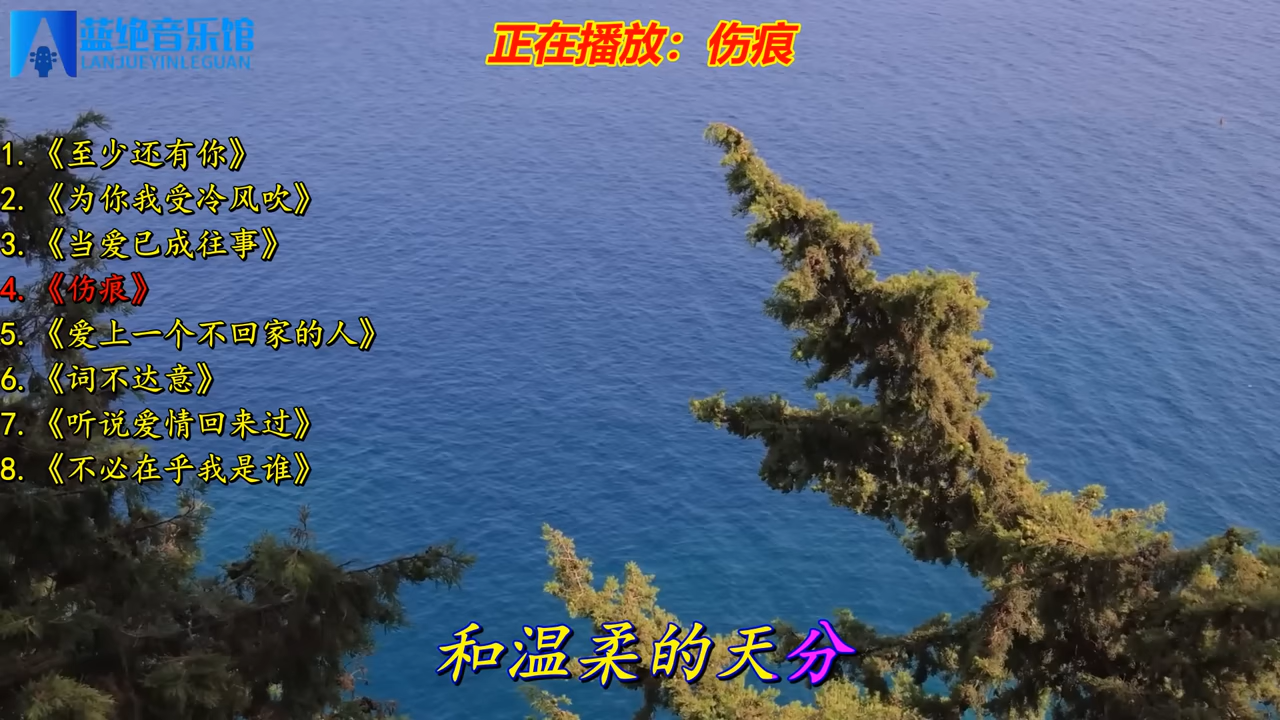 蓝绝音乐馆
LANJUEYINLEGUAN
正在播放：伤痕
1.《至少还有你》
2.《为你我受冷风吹》
3.《当爱已成往事》
4.《伤痕》
5.《爱上一个不回家的人》
6.《词不达意》
7.《听说爱情回来过》
8.《不必在乎我是谁》
和温柔的天分